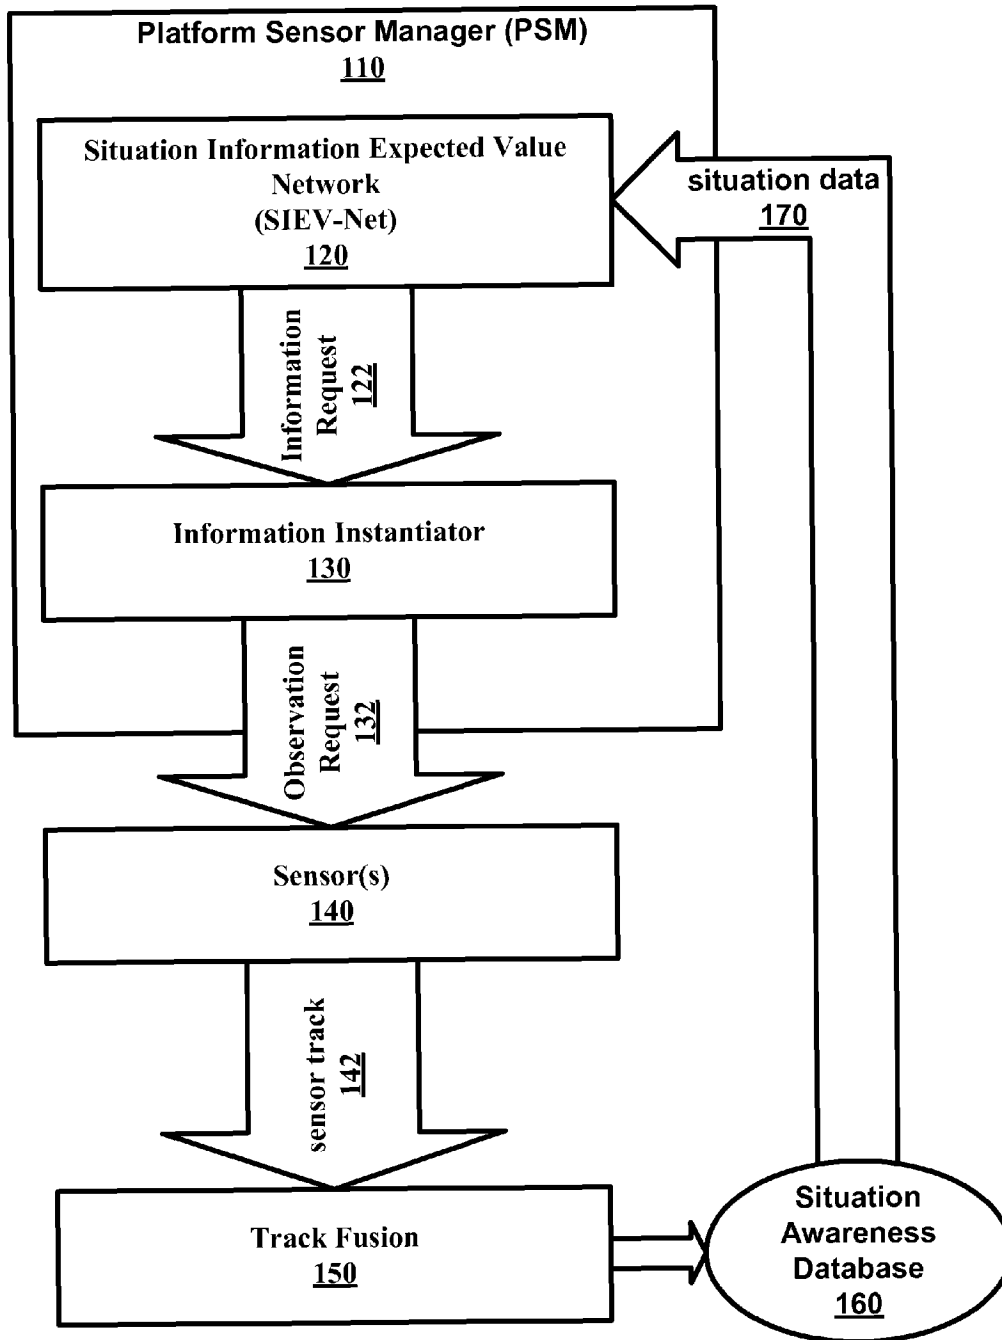 Platform Sensor Manager (PSM)
110
Situation Information Expected Value
Network
(SIEV-Net)
120
situation data
170
Information
Request
122
Information Instantiator
130
Observation
Request
132
Sensor(s)
140
sensor track
142
Track Fusion
150
Situation
Awareness
Database
160